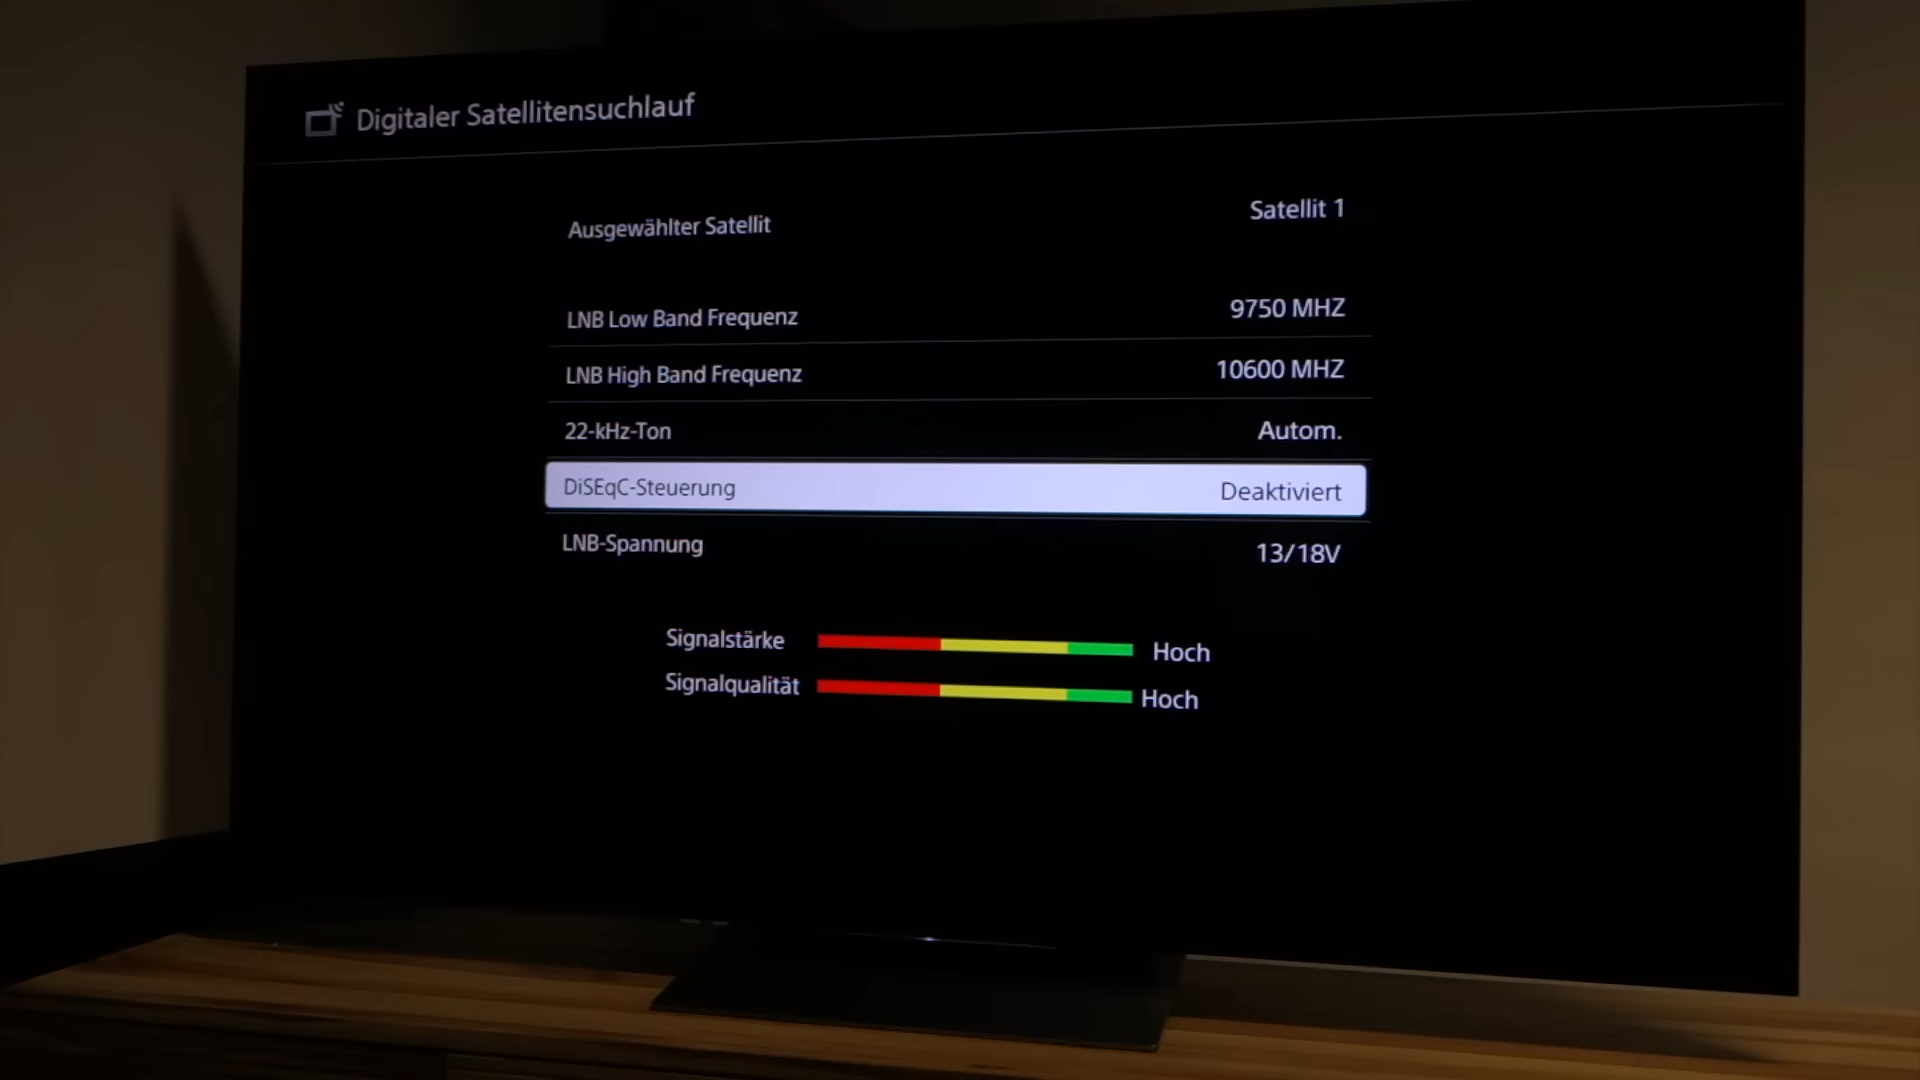 Digitaler Satellitensuchlauf
Ausgewählter Satellit Satellit 1
LNB Low Band Frequenz 9750 MHZ
LNB High Band Frequenz 10600 MHZ
22-kHz-Ton Autom.
DiSEqC-Steuerung Deaktiviert
LNB-Spannung 13/18V
Signalstärke Hoch
Signalqualität Hoch